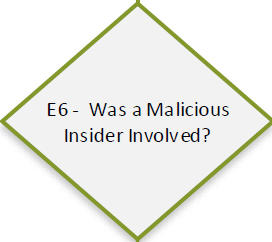 E6 - Was a Malicious
Insider Involved?